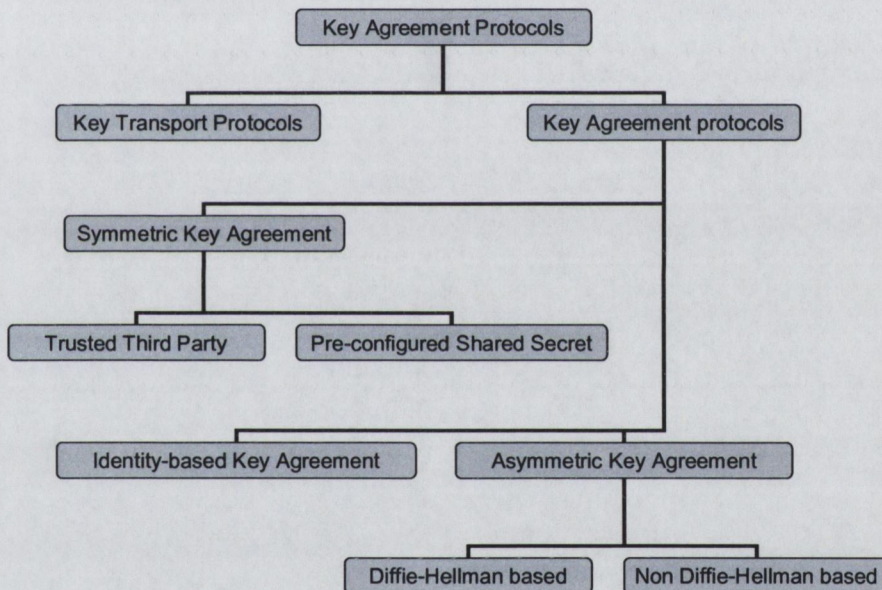 Key Agreement Protocols
Key Transport Protocols
Key Agreement protocols
Symmetric Key Agreement
Trusted Third Party
Pre-configured Shared Secret
Identity-based Key Agreement
Asymmetric Key Agreement
Diffie-Hellman based
Non Diffie-Hellman based